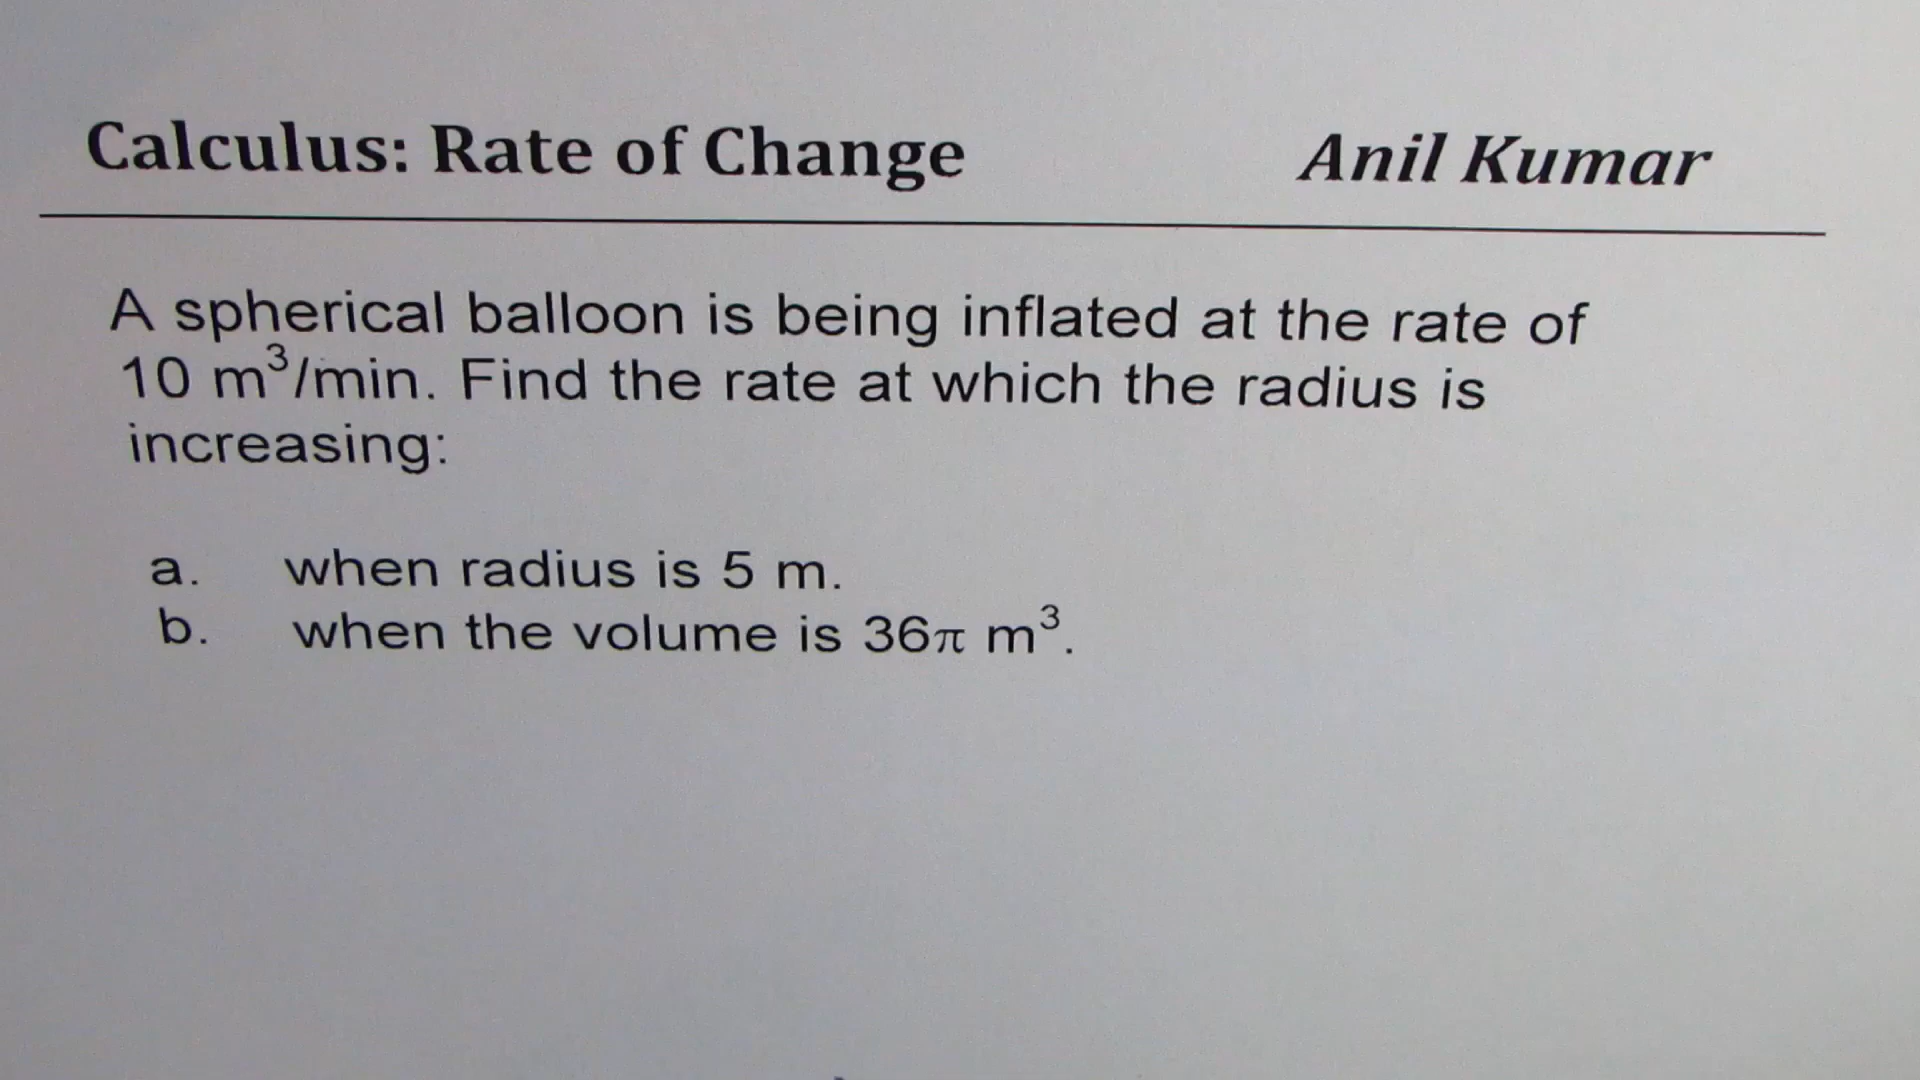 Calculus: Rate of Change Anil Kumar
A spherical balloon is being inflated at the rate of
10 m³/min. Find the rate at which the radius is
increasing:
a. when radius is 5 m.
b. when the volume is 36π m³.